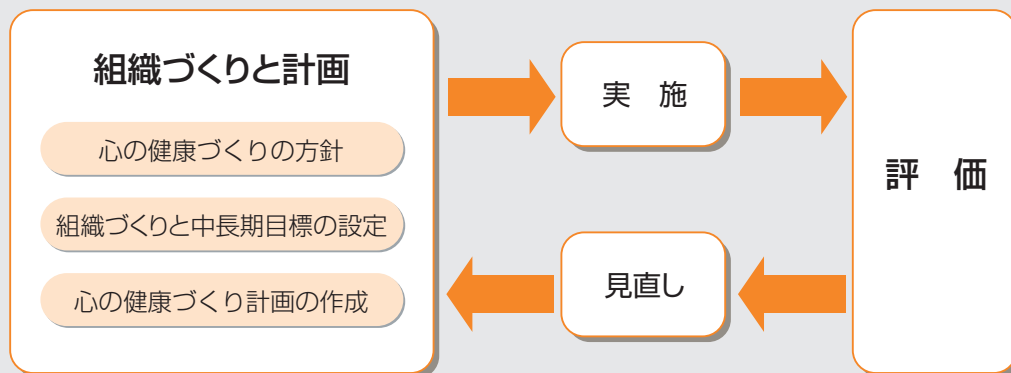 組織づくりと計画
心の健康づくりの方針
組織づくりと中長期目標の設定
心の健康づくり計画の作成
実　施
評　価
見直し